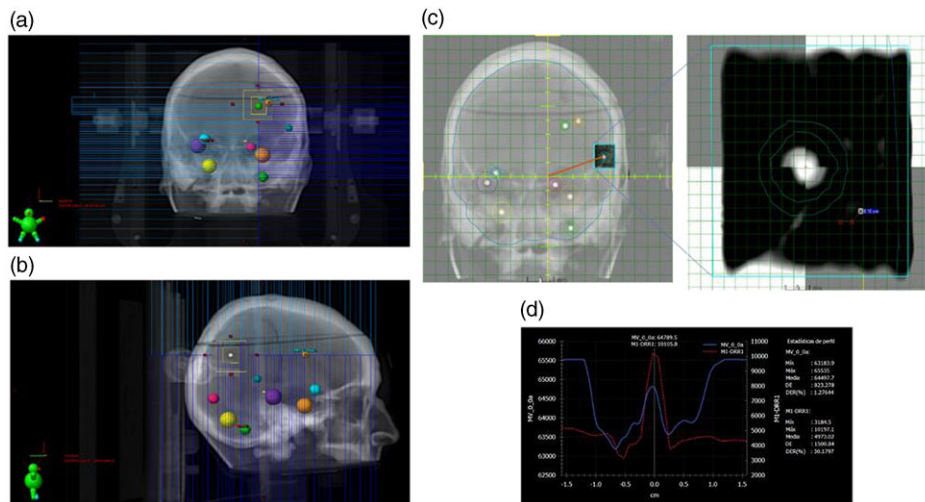 (a)
(b)
(c)
(d)
MV_0_0a: 64789.5
M1-DRR1: 10105.8
MV_0_0a
M1-DRR1
66000
65500
65000
64500
64000
63500
63000
62500
MV_0_0a
11000
10000
9000
8000
7000
6000
5000
4000
3000
2000
M1-DRR1
-1.5
-1.0
-0.5
0.0
0.5
1.0
1.5
cm
Estadísticas de perfil
MV_0_0a:
Mín : 63183.9
Máx : 65535
Media : 64497.7
DE : 823.278
DER(%) : 1.27644
M1-DRR1:
Mín : 3184.5
Máx : 10157.1
Media : 4973.02
DE : 1500.84
DER(%) : 30.1797